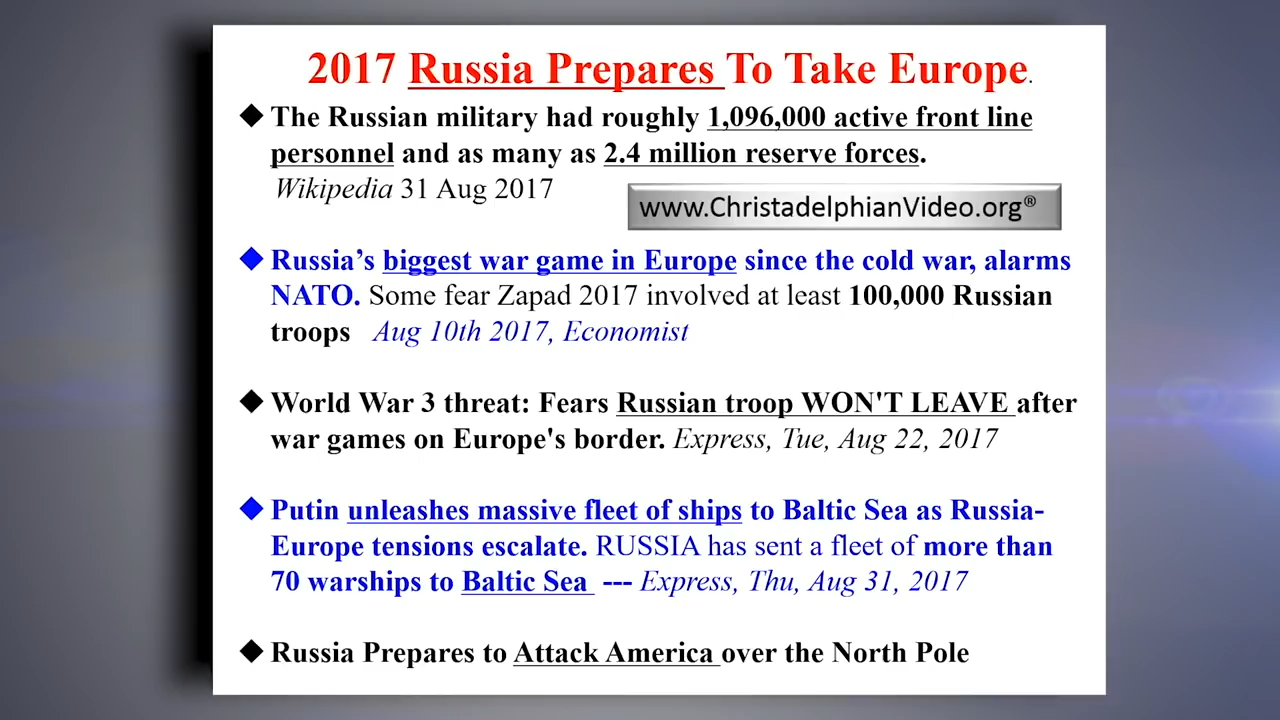 2017 Russia Prepares To Take Europe.
◆ The Russian military had roughly 1,096,000 active front line
personnel and as many as 2.4 million reserve forces.
Wikipedia 31 Aug 2017
www.ChristadelphianVideo.org®
◆ Russia’s biggest war game in Europe since the cold war, alarms
NATO. Some fear Zapad 2017 involved at least 100,000 Russian
troops Aug 10th 2017, Economist
◆ World War 3 threat: Fears Russian troop WON'T LEAVE after
war games on Europe's border. Express, Tue, Aug 22, 2017
◆ Putin unleashes massive fleet of ships to Baltic Sea as Russia-
Europe tensions escalate. RUSSIA has sent a fleet of more than
70 warships to Baltic Sea --- Express, Thu, Aug 31, 2017
◆ Russia Prepares to Attack America over the North Pole